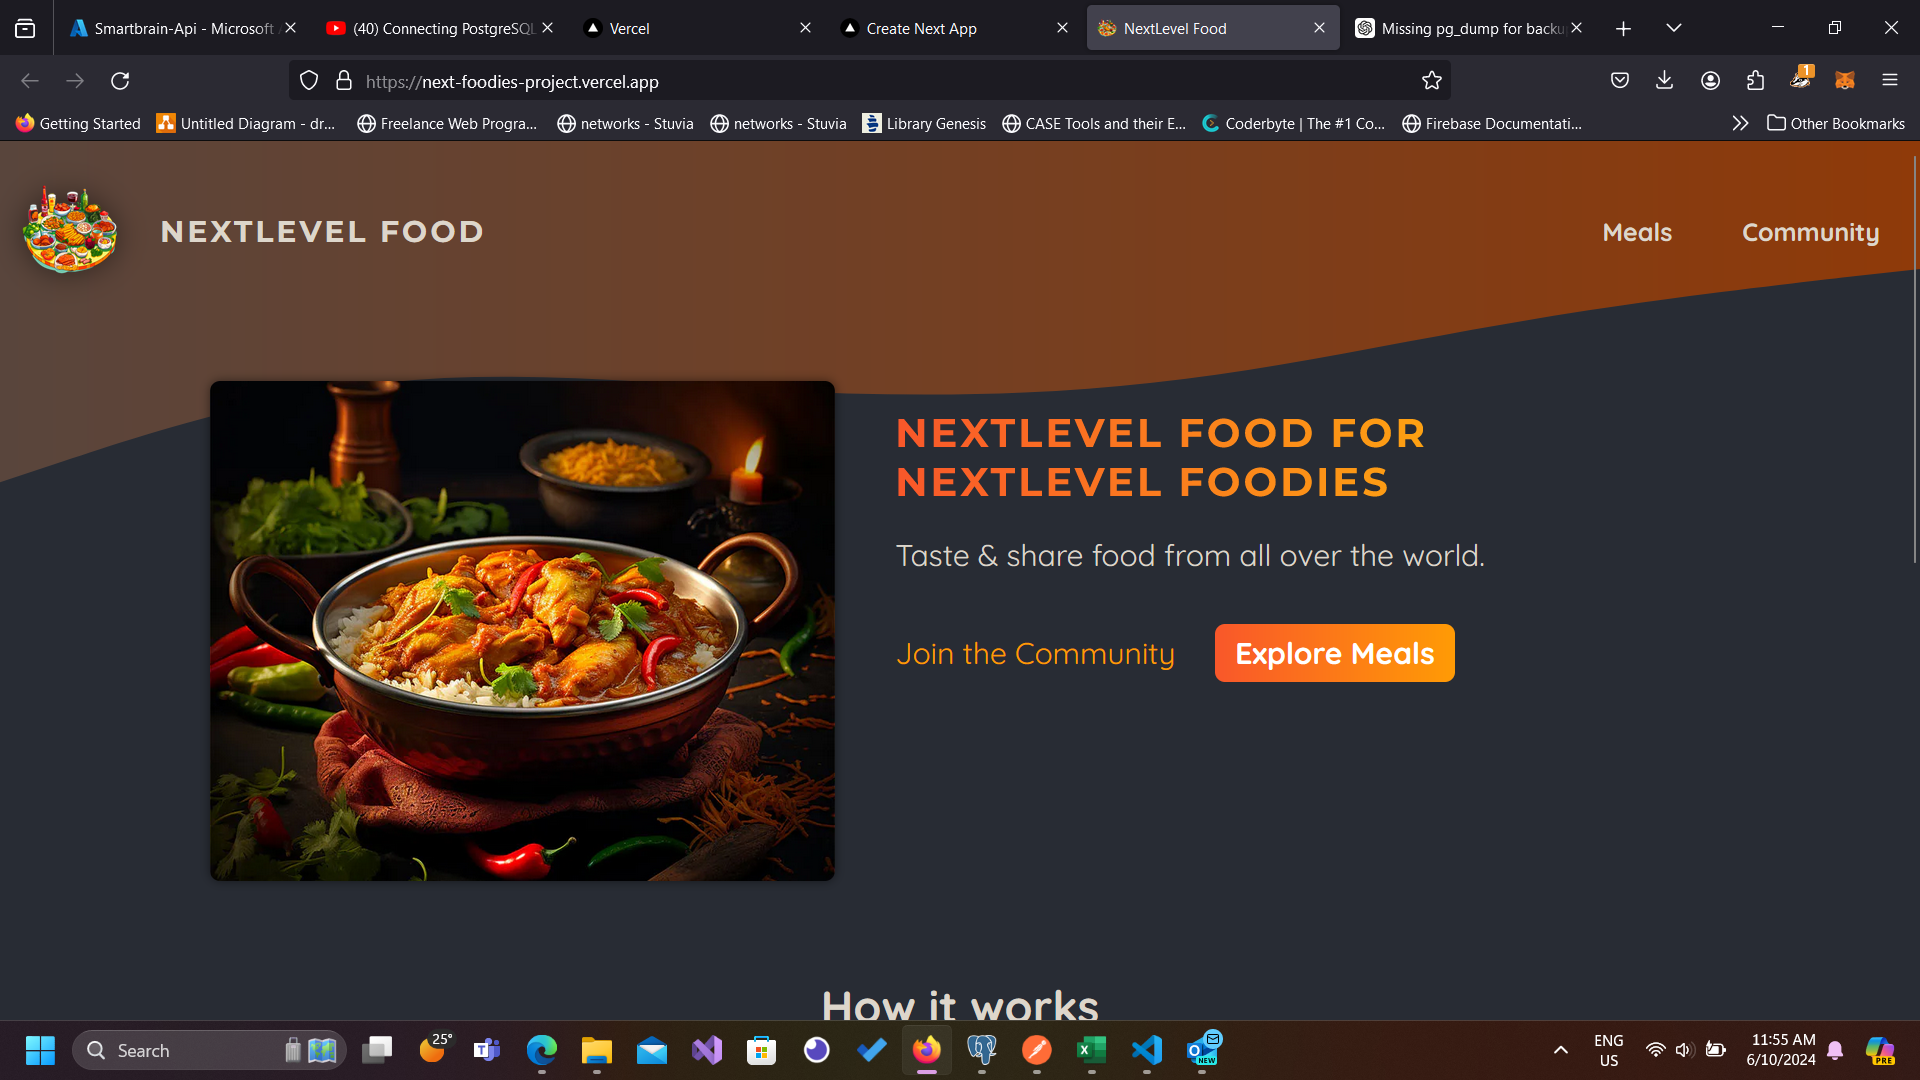 Smartbrain-Api - Microsoft
(40) Connecting PostgreSQL
Vercel
Create Next App
NextLevel Food
Missing pg_dump for backup
https://next-foodies-project.vercel.app
1
Getting Started
Untitled Diagram - dr...
Freelance Web Progra...
networks - Stuvia
networks - Stuvia
Library Genesis
CASE Tools and their E...
Coderbyte | The #1 Co...
Firebase Documentati...
Other Bookmarks
NEXTLEVEL FOOD
Meals
Community
NEXTLEVEL FOOD FOR
NEXTLEVEL FOODIES
Taste & share food from all over the world.
Join the Community
Explore Meals
How it works
Search
25°
NEW
ENG
US
11:55 AM
6/10/2024
PRE